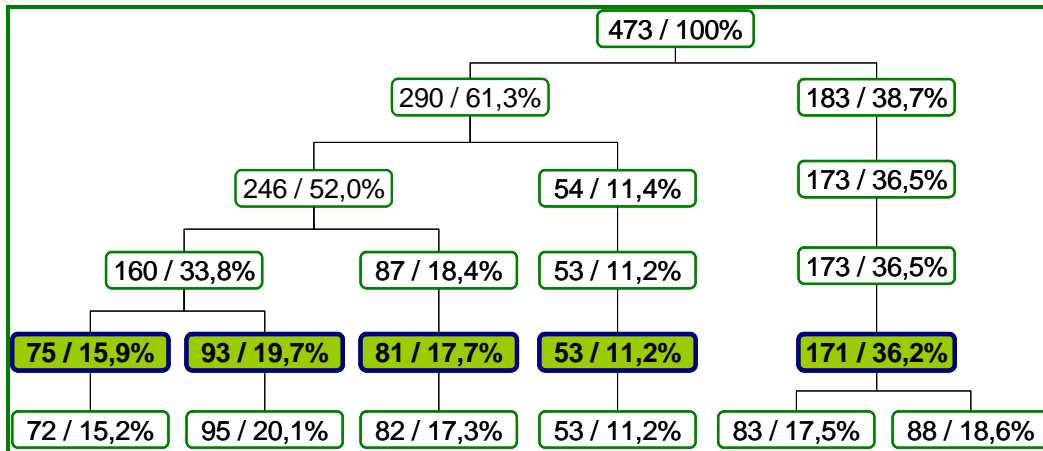 473 / 100%
290 / 61,3%
183 / 38,7%
246 / 52,0%
54 / 11,4%
173 / 36,5%
160 / 33,8%
87 / 18,4%
53 / 11,2%
173 / 36,5%
75 / 15,9%
93 / 19,7%
81 / 17,7%
53 / 11,2%
171 / 36,2%
72 / 15,2%
95 / 20,1%
82 / 17,3%
53 / 11,2%
83 / 17,5%
88 / 18,6%